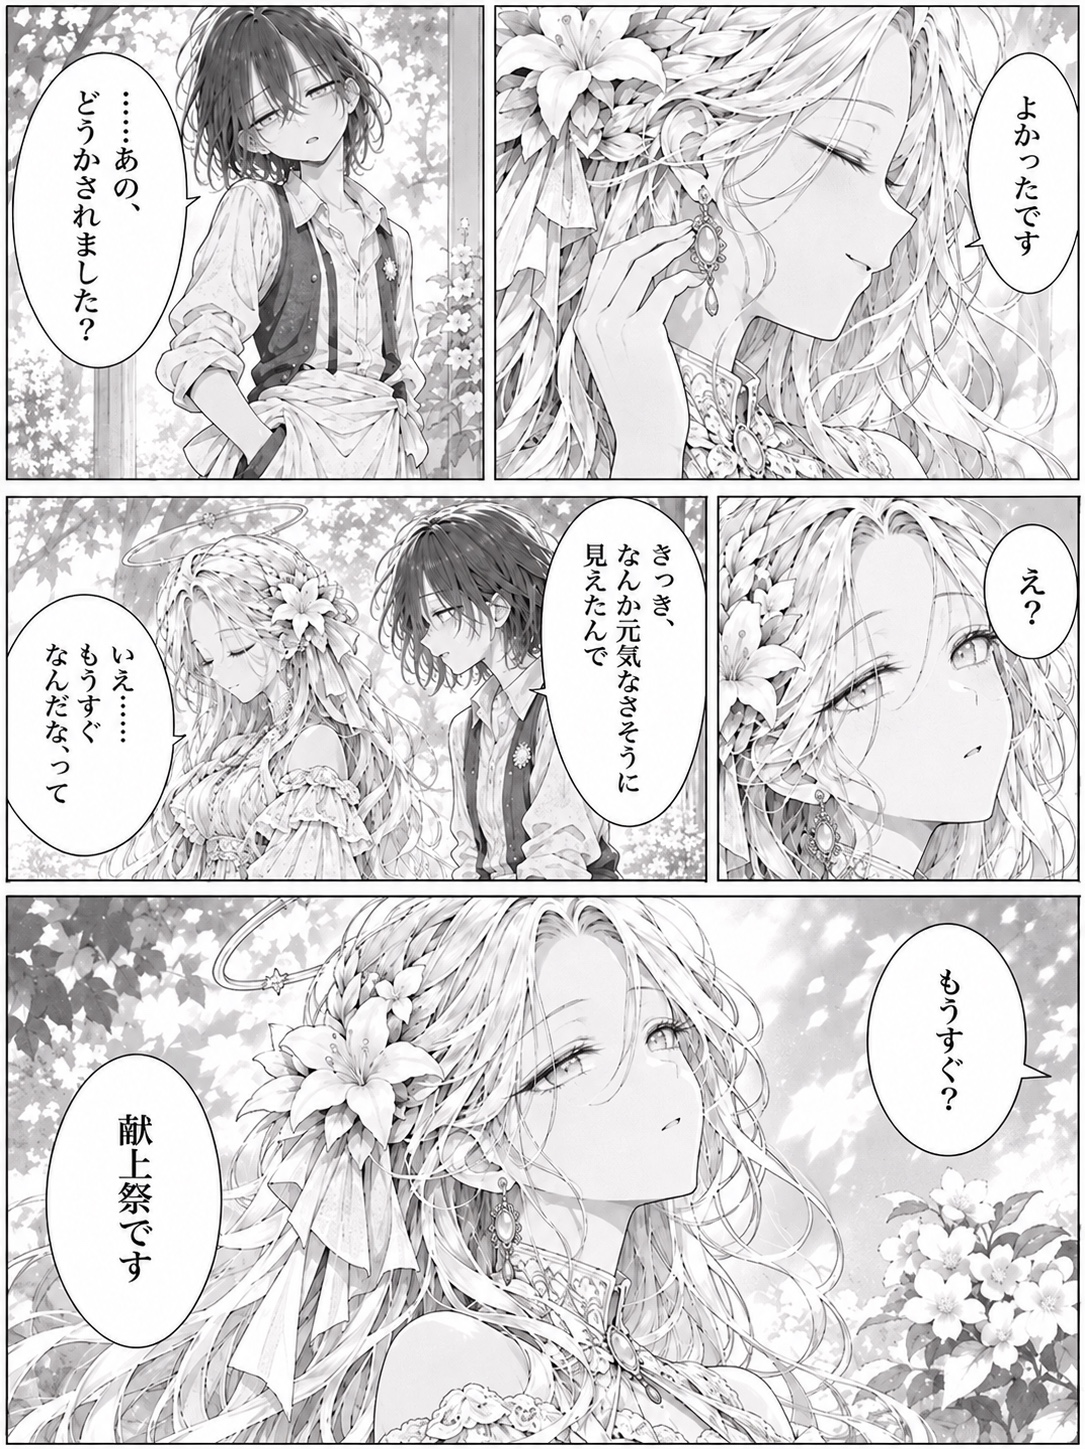 よかったです
……あの、
どうかされました？
え？
きっき、
なんか元気なさそうに
見えたんで
いえ……
もうすぐ
なんだな、って
もうすぐ？
献上祭です